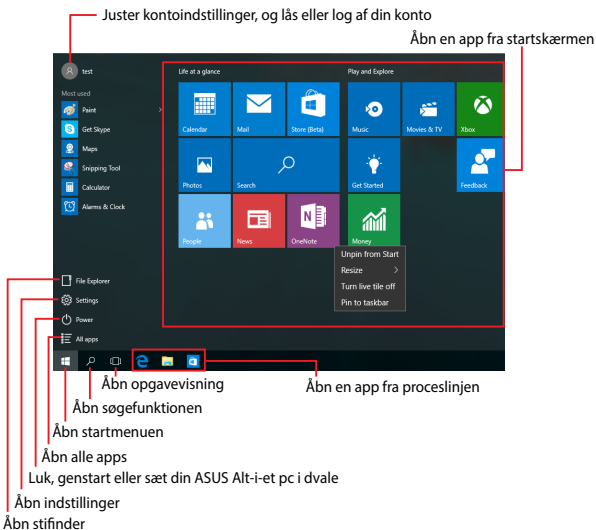 Juster kontoindstillinger, og lås eller log af din konto
Åbn en app fra startskærmen
test
Life at a glance
Play and Explore
Most used
Paint
Get Skype
Maps
Snipping Tool
Calculator
Alarms & Clock
Calendar
Mail
Store (Beta)
Music
Movies & TV
Xbox
Photos
Search
Get Started
Feedback
People
News
OneNote
Money
Unpin from Start
Resize
Turn live tile off
Pin to taskbar
File Explorer
Settings
Power
All apps
Åbn opgavevisning
Åbn en app fra proceslinjen
Åbn søgefunktionen
Åbn startmenuen
Åbn alle apps
Luk, genstart eller sæt din ASUS Alt-i-et pc i dvale
Åbn indstillinger
Åbn stifinder